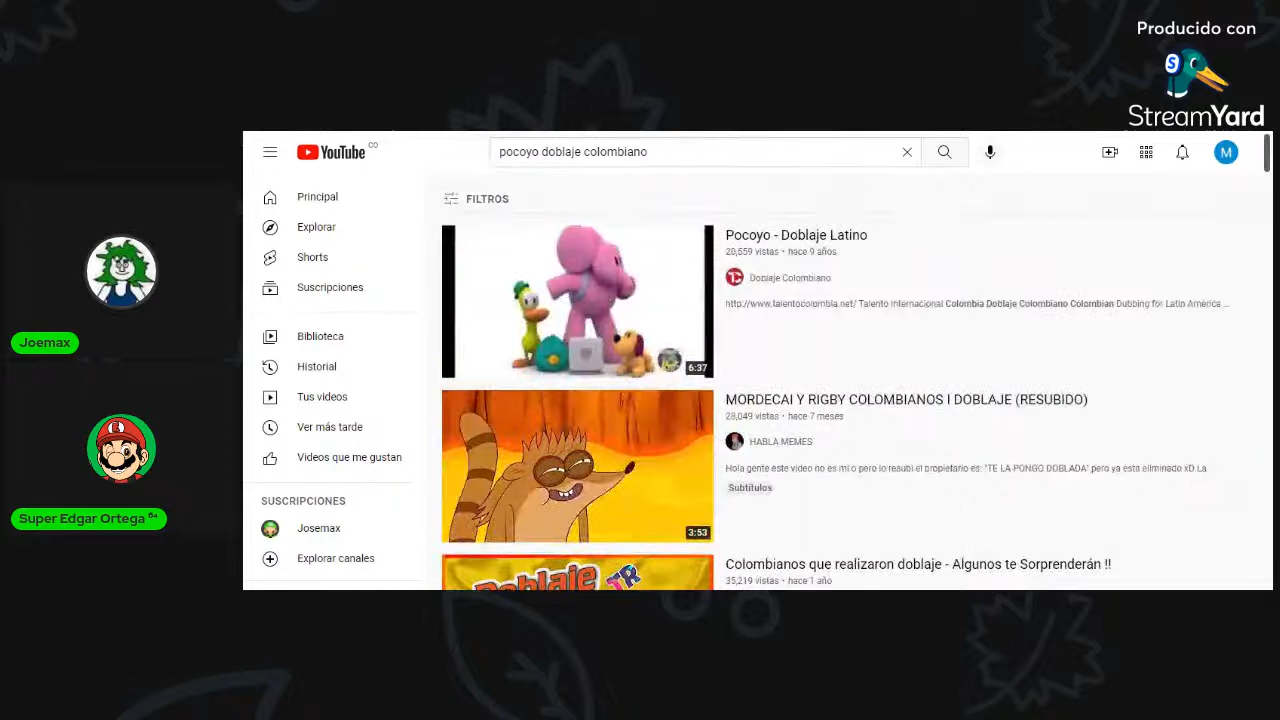 Producido con
StreamYard
YouTube CO
pocoyo doblaje colombiano
M
Principal
Explorar
Shorts
Suscripciones
Biblioteca
Historial
Tus videos
Ver más tarde
Videos que me gustan
SUSCRIPCIONES
Josemax
Explorar canales
FILTROS
6:37
Pocoyo - Doblaje Latino
20,559 vistas • hace 9 años
Doblaje Colombiano
http://www.talentocolombia.net/ Talento Internacional Colombia Doblaje Colombiano Colombian Dubbing for Latin America ...
3:53
MORDECAI Y RIGBY COLOMBIANOS I DOBLAJE (RESUBIDO)
28,049 vistas • hace 7 meses
HABLA MEMES
Hola gente este video no es mi o pero lo resubi el propietario es: "TE LA PONGO DOBLADA" pero ya esta eliminado xD La
Subtítulos
Doblaje
Colombianos que realizaron doblaje - Algunos te Sorprenderán !!
35,219 vistas • hace 1 año
Joemax
Super Edgar Ortega ⁶⁴